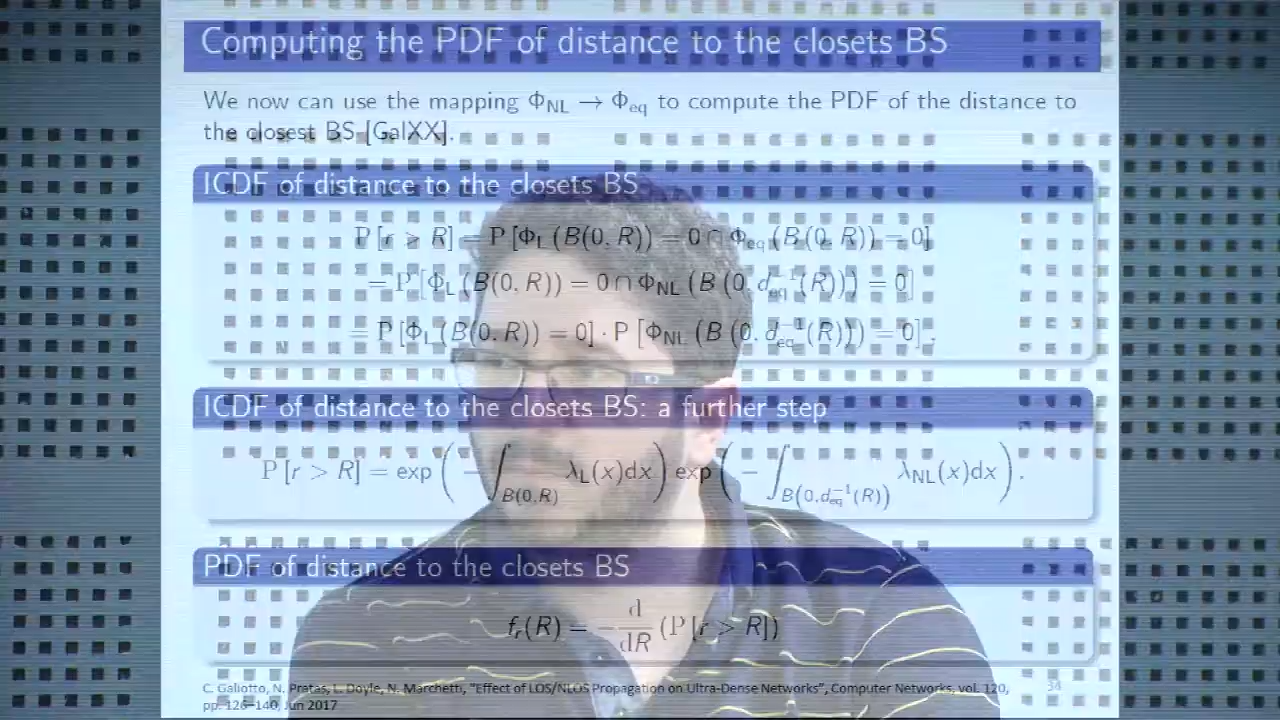 Computing the PDF of distance to the closets BS
We now can use the mapping Φ_NL → Φ_eq to compute the PDF of the distance to
the closest BS [GalXX].
ICDF of distance to the closets BS
P [r > R] = P [Φ_L (B(0, R)) = 0 ∩ Φ_eq (B(0, R)) = 0]
= P [Φ_L (B(0, R)) = 0 ∩ Φ_NL (B (0, d_eq^{-1}(R))) = 0]
= P [Φ_L (B(0, R)) = 0] · P [Φ_NL (B (0, d_eq^{-1}(R))) = 0] .
ICDF of distance to the closets BS: a further step
P [r > R] = exp ( − ∫_{B(0,R)} λ_L(x)dx ) exp ( − ∫_{B(0,d_eq^{-1}(R))} λ_NL(x)dx ) .
PDF of distance to the closets BS
f_r(R) = − d/dR (P [r > R])
C. Galiotto, N. Pratas, L. Doyle, N. Marchetti, "Effect of LOS/NLOS Propagation on Ultra-Dense Networks", Computer Networks, vol. 120,
pp. 126–140, Jun 2017
34